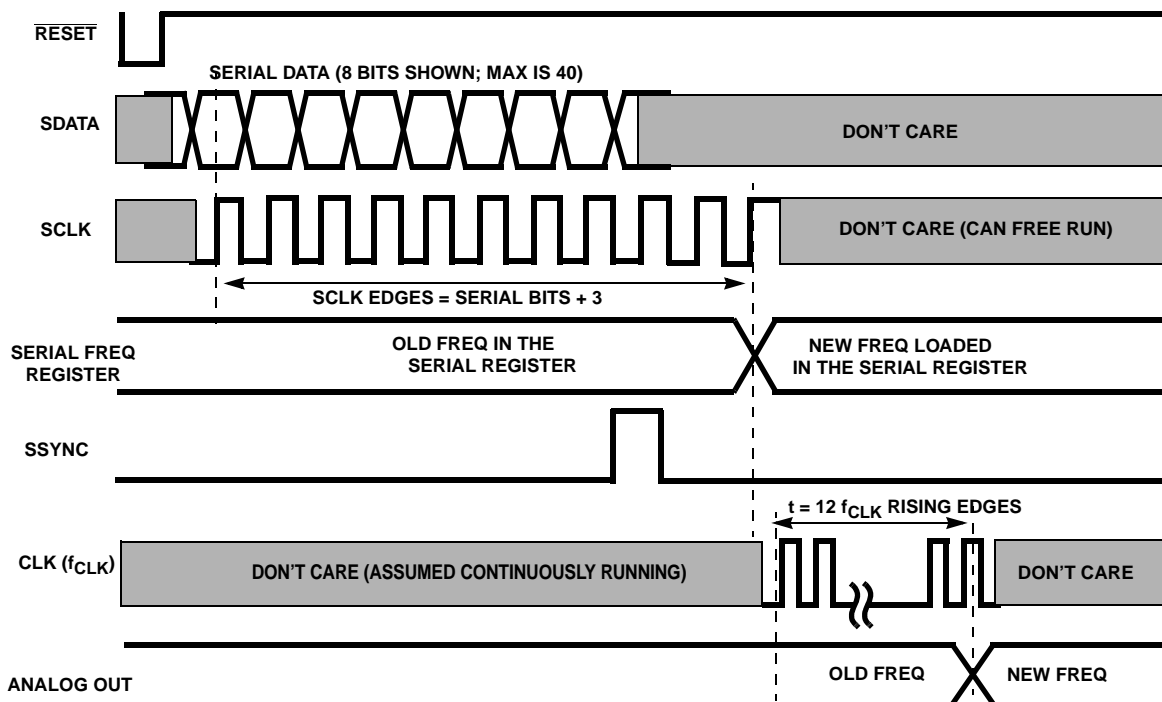 RESET
SERIAL DATA (8 BITS SHOWN; MAX IS 40)
SDATA
DON'T CARE
SCLK
DON'T CARE (CAN FREE RUN)
SCLK EDGES = SERIAL BITS + 3
SERIAL FREQ
REGISTER
OLD FREQ IN THE
SERIAL REGISTER
NEW FREQ LOADED
IN THE SERIAL REGISTER
SSYNC
t = 12 fCLK RISING EDGES
CLK (fCLK)
DON'T CARE (ASSUMED CONTINUOUSLY RUNNING)
DON'T CARE
ANALOG OUT
OLD FREQ
NEW FREQ